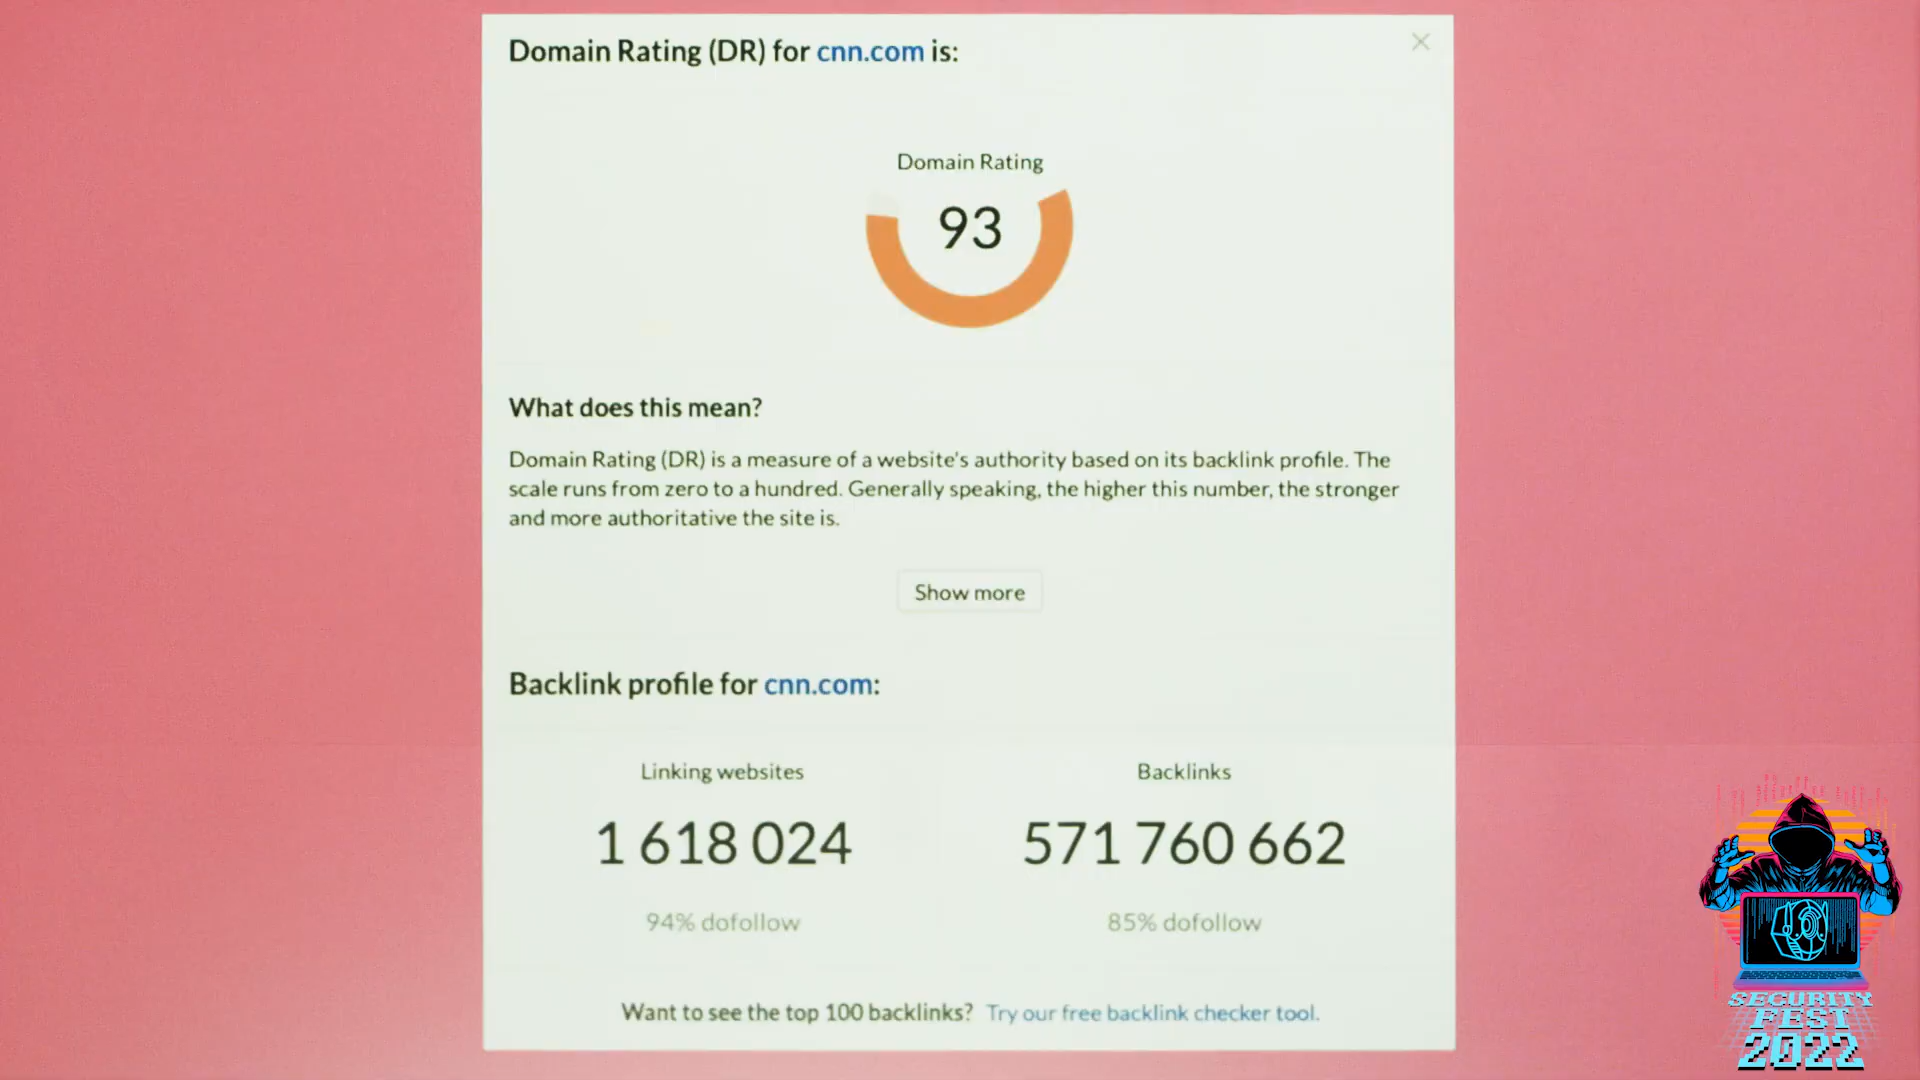 Domain Rating (DR) for cnn.com is:
Domain Rating
93
What does this mean?
Domain Rating (DR) is a measure of a website's authority based on its backlink profile. The
scale runs from zero to a hundred. Generally speaking, the higher this number, the stronger
and more authoritative the site is.
Show more
Backlink profile for cnn.com:
Linking websites
Backlinks
1 618 024
571 760 662
94% dofollow
85% dofollow
Want to see the top 100 backlinks? Try our free backlink checker tool.
SECURITY
FEST
2022